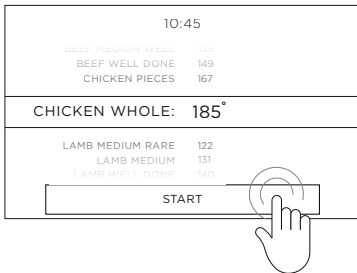 10:45
BEEF MEDIUM WELL 135
BEEF WELL DONE 149
CHICKEN PIECES 167
CHICKEN WHOLE: 185°
LAMB MEDIUM RARE 122
LAMB MEDIUM 131
LAMB WELL DONE 140
START